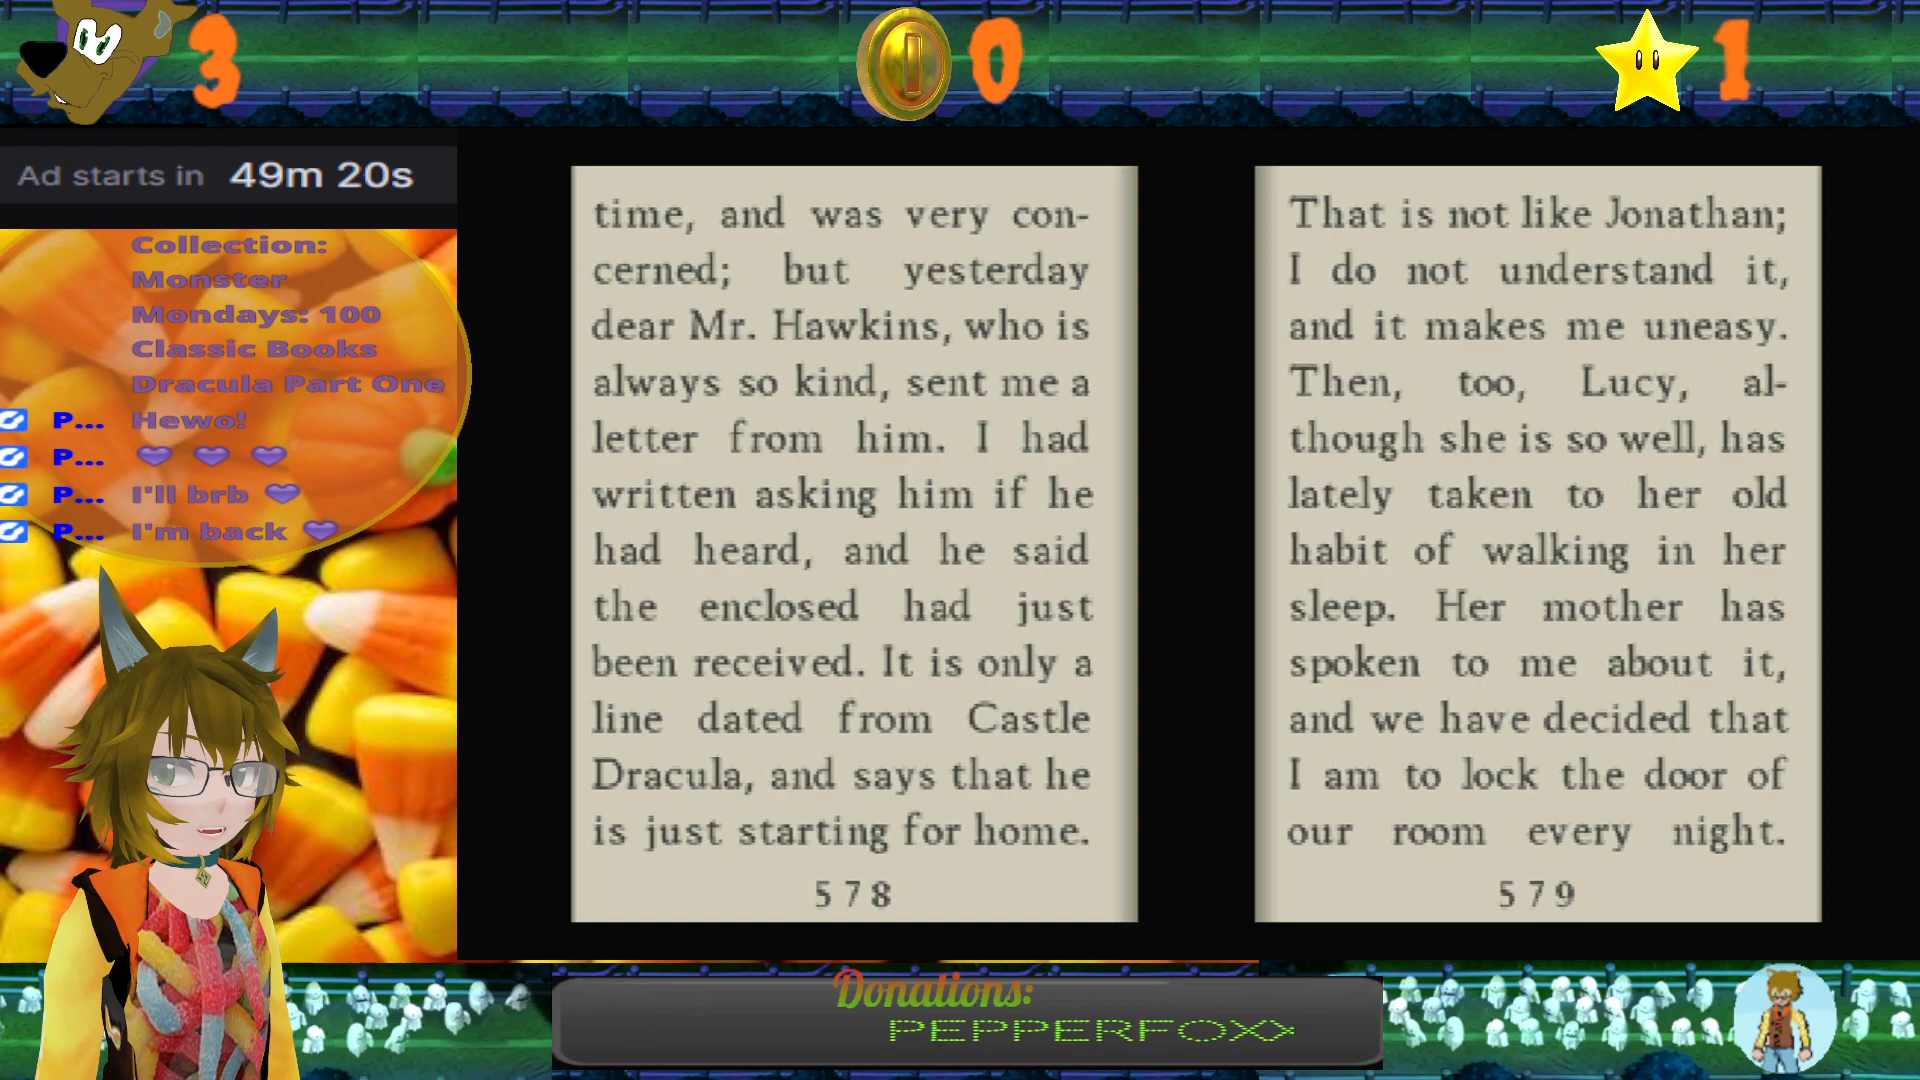 3
0
1
Ad starts in 49m 20s
Collection:
Monster
Mondays: 100
Classic Books
Dracula Part One
P... Hewo!
P... 💜 💜 💜
P... I'll brb 💜
P... I'm back 💜
time, and was very con-
cerned; but yesterday
dear Mr. Hawkins, who is
always so kind, sent me a
letter from him. I had
written asking him if he
had heard, and he said
the enclosed had just
been received. It is only a
line dated from Castle
Dracula, and says that he
is just starting for home.
578
That is not like Jonathan;
I do not understand it,
and it makes me uneasy.
Then, too, Lucy, al-
though she is so well, has
lately taken to her old
habit of walking in her
sleep. Her mother has
spoken to me about it,
and we have decided that
I am to lock the door of
our room every night.
579
Donations:
PEPPERFOXX